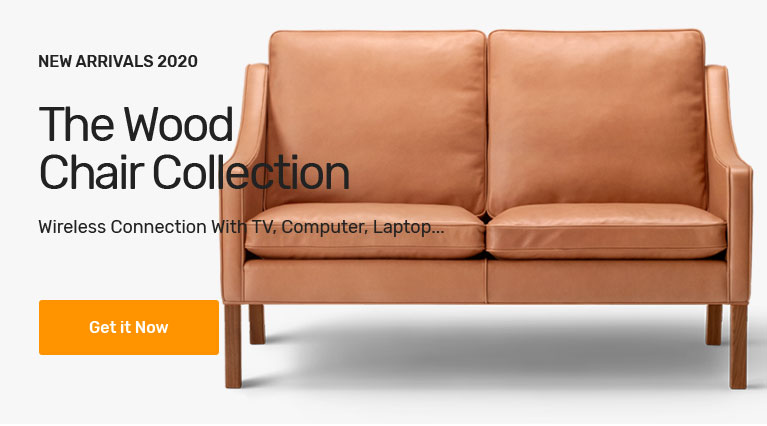 NEW ARRIVALS 2020
The Wood
Chair Collection
Wireless Connection With TV, Computer, Laptop...
Get it Now